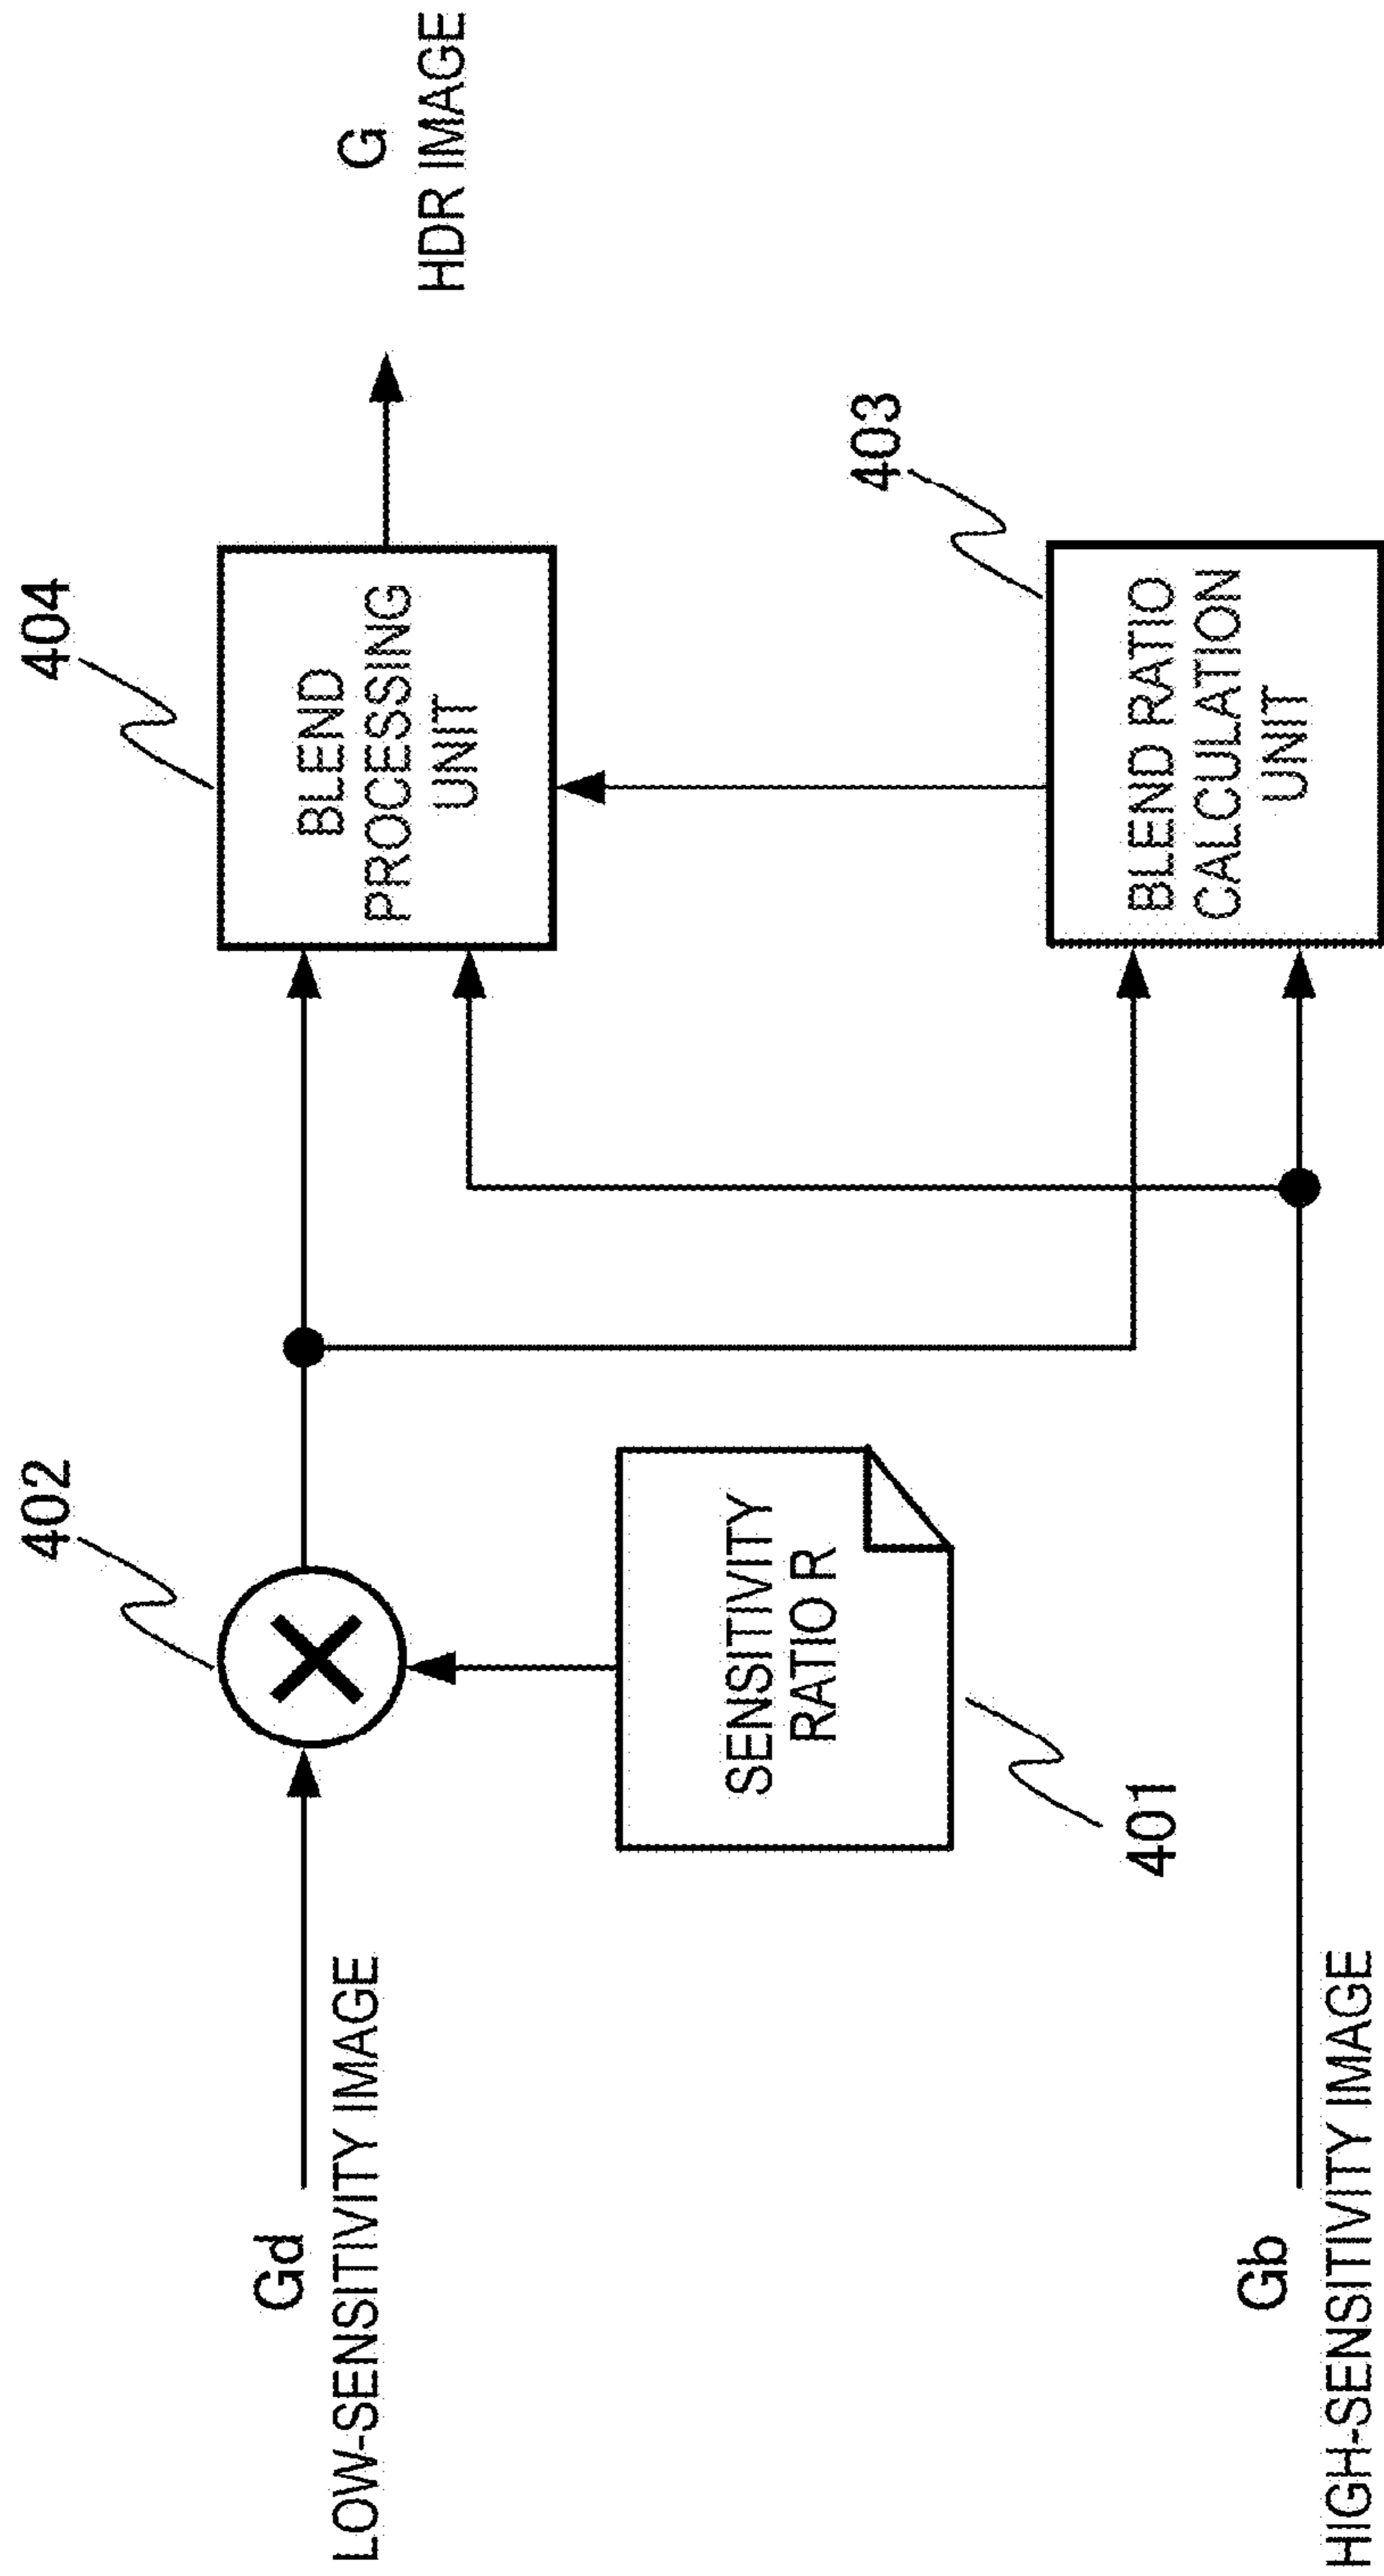 402
404
Gd
LOW-SENSITIVITY IMAGE
BLEND
PROCESSING
UNIT
G
HDR IMAGE
SENSITIVITY
RATIO R
401
403
Gb
HIGH-SENSITIVITY IMAGE
BLEND RATIO
CALCULATION
UNIT